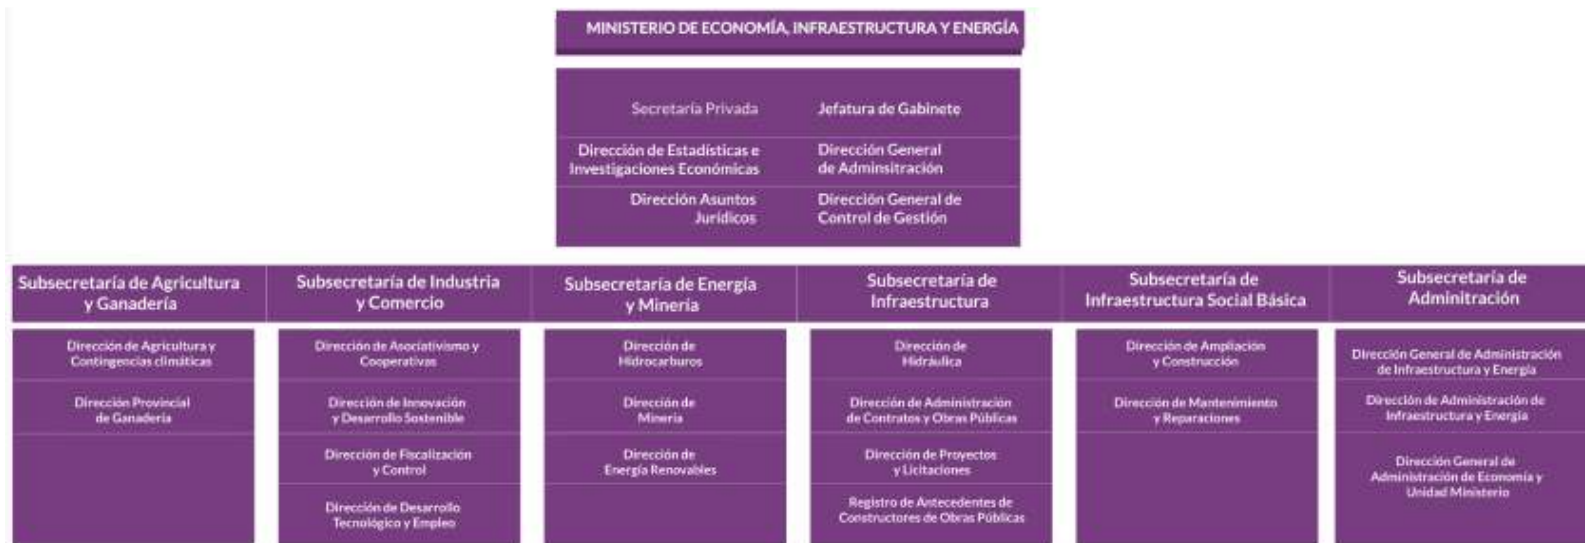 MINISTERIO DE ECONOMÍA, INFRAESTRUCTURA Y ENERGÍA
Secretaría Privada
Jefatura de Gabinete
Dirección de Estadísticas e
Investigaciones Económicas
Dirección General
de Adminsitración
Dirección Asuntos
Jurídicos
Dirección General de
Control de Gestión
Subsecretaría de Agricultura
y Ganadería
Dirección de Agricultura y
Contingencias climáticas
Dirección Provincial
de Ganadería
Subsecretaría de Industria
y Comercio
Dirección de Asociativismo y
Cooperativas
Dirección de Innovación
y Desarrollo Sostenible
Dirección de Fiscalización
y Control
Dirección de Desarrollo
Tecnológico y Empleo
Subsecretaría de Energía
y Minería
Dirección de
Hidrocarburos
Dirección de
Minería
Dirección de
Energía Renovables
Subsecretaría de
Infraestructura
Dirección de
Hidráulica
Dirección de Administración
de Contratos y Obras Públicas
Dirección de Proyectos
y Licitaciones
Registro de Antecedentes de
Constructores de Obras Públicas
Subsecretaría de
Infraestructura Social Básica
Dirección de Ampliación
y Construcción
Dirección de Mantenimiento
y Reparaciones
Subsecretaría de
Adminitración
Dirección General de Administración
de Infraestructura y Energía
Dirección de Administración de
Infraestructura y Energía
Dirección General de
Administración de Economía y
Unidad Ministerio